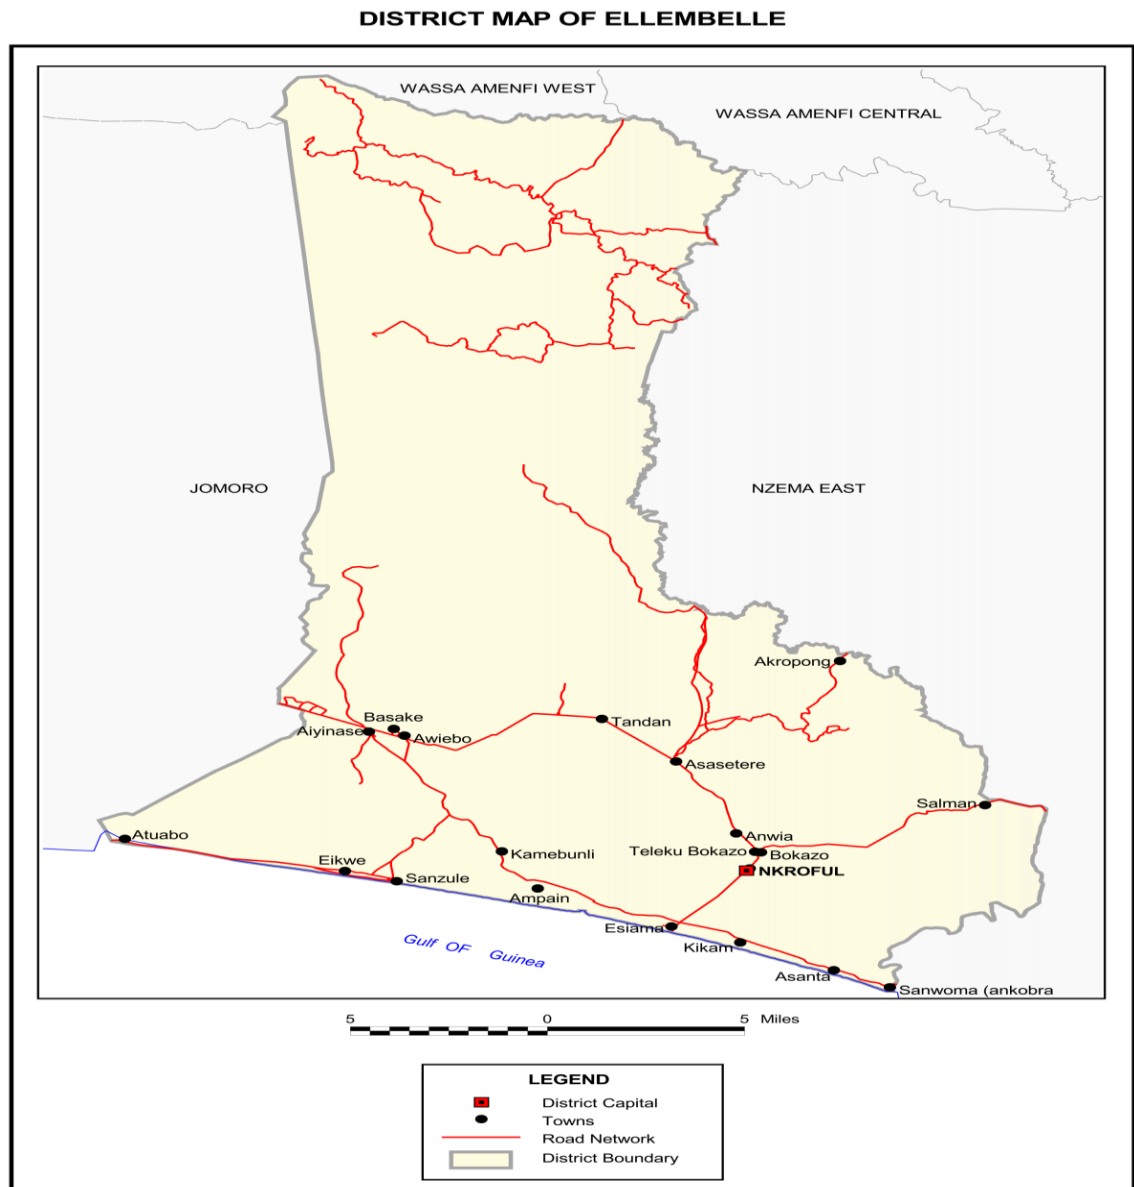 DISTRICT MAP OF ELLEMBELLE
WASSA AMENFI WEST
WASSA AMENFI CENTRAL
JOMORO
NZEMA EAST
Akropong
Basake
Tandan
Aiyinase
Awiebo
Asasetere
Salman
Atuabo
Anwia
Teleku Bokazo
Bokazo
Kamebunli
Eikwe
NKROFUL
Sanzule
Ampain
Esiama
Kikam
Gulf OF Guinea
Asanta
Sanwoma (ankobra
5 0 5 Miles
LEGEND
District Capital
Towns
Road Network
District Boundary